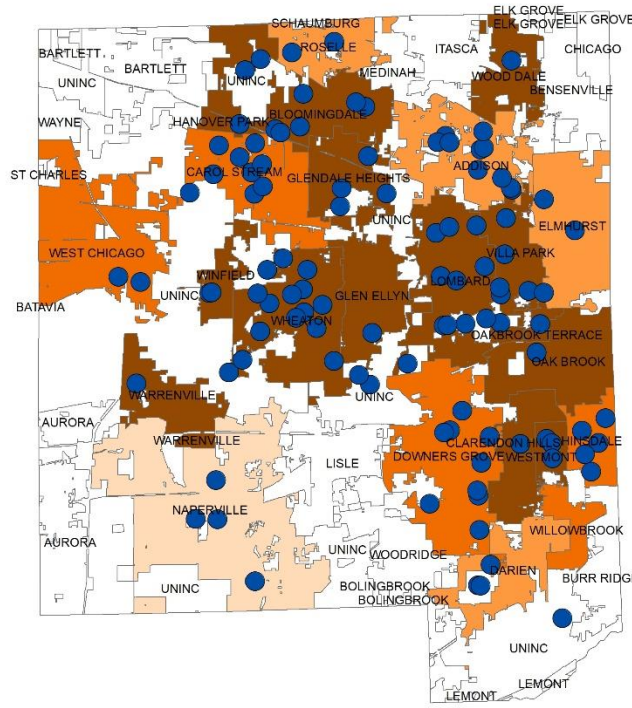 ELK GROVE
ELK GROVE
ELK GROVE
SCHAUMBURG
ROSELLE
BARTLETT
ITASCA
CHICAGO
BARTLETT
MEDINAH
UNINC
UNINC
WOOD DALE
BENSENVILLE
WAYNE
HANOVER PARK
BLOOMINGDALE
ADDISON
ST CHARLES
CAROL STREAM
GLENDALE HEIGHTS
UNINC
ELMHURST
WEST CHICAGO
VILLA PARK
WINFIELD
LOMBARD
UNINC
GLEN ELLYN
BATAVIA
WHEATON
OAKBROOK TERRACE
OAK BROOK
WARRENVILLE
UNINC
AURORA
WARRENVILLE
CLARENDON HILLS
HINSDALE
LISLE
DOWNERS GROVE
WESTMONT
NAPERVILLE
WILLOWBROOK
AURORA
UNINC
WOODRIDGE
DARIEN
BURR RIDGE
UNINC
BOLINGBROOK
BOLINGBROOK
UNINC
LEMONT
LEMONT